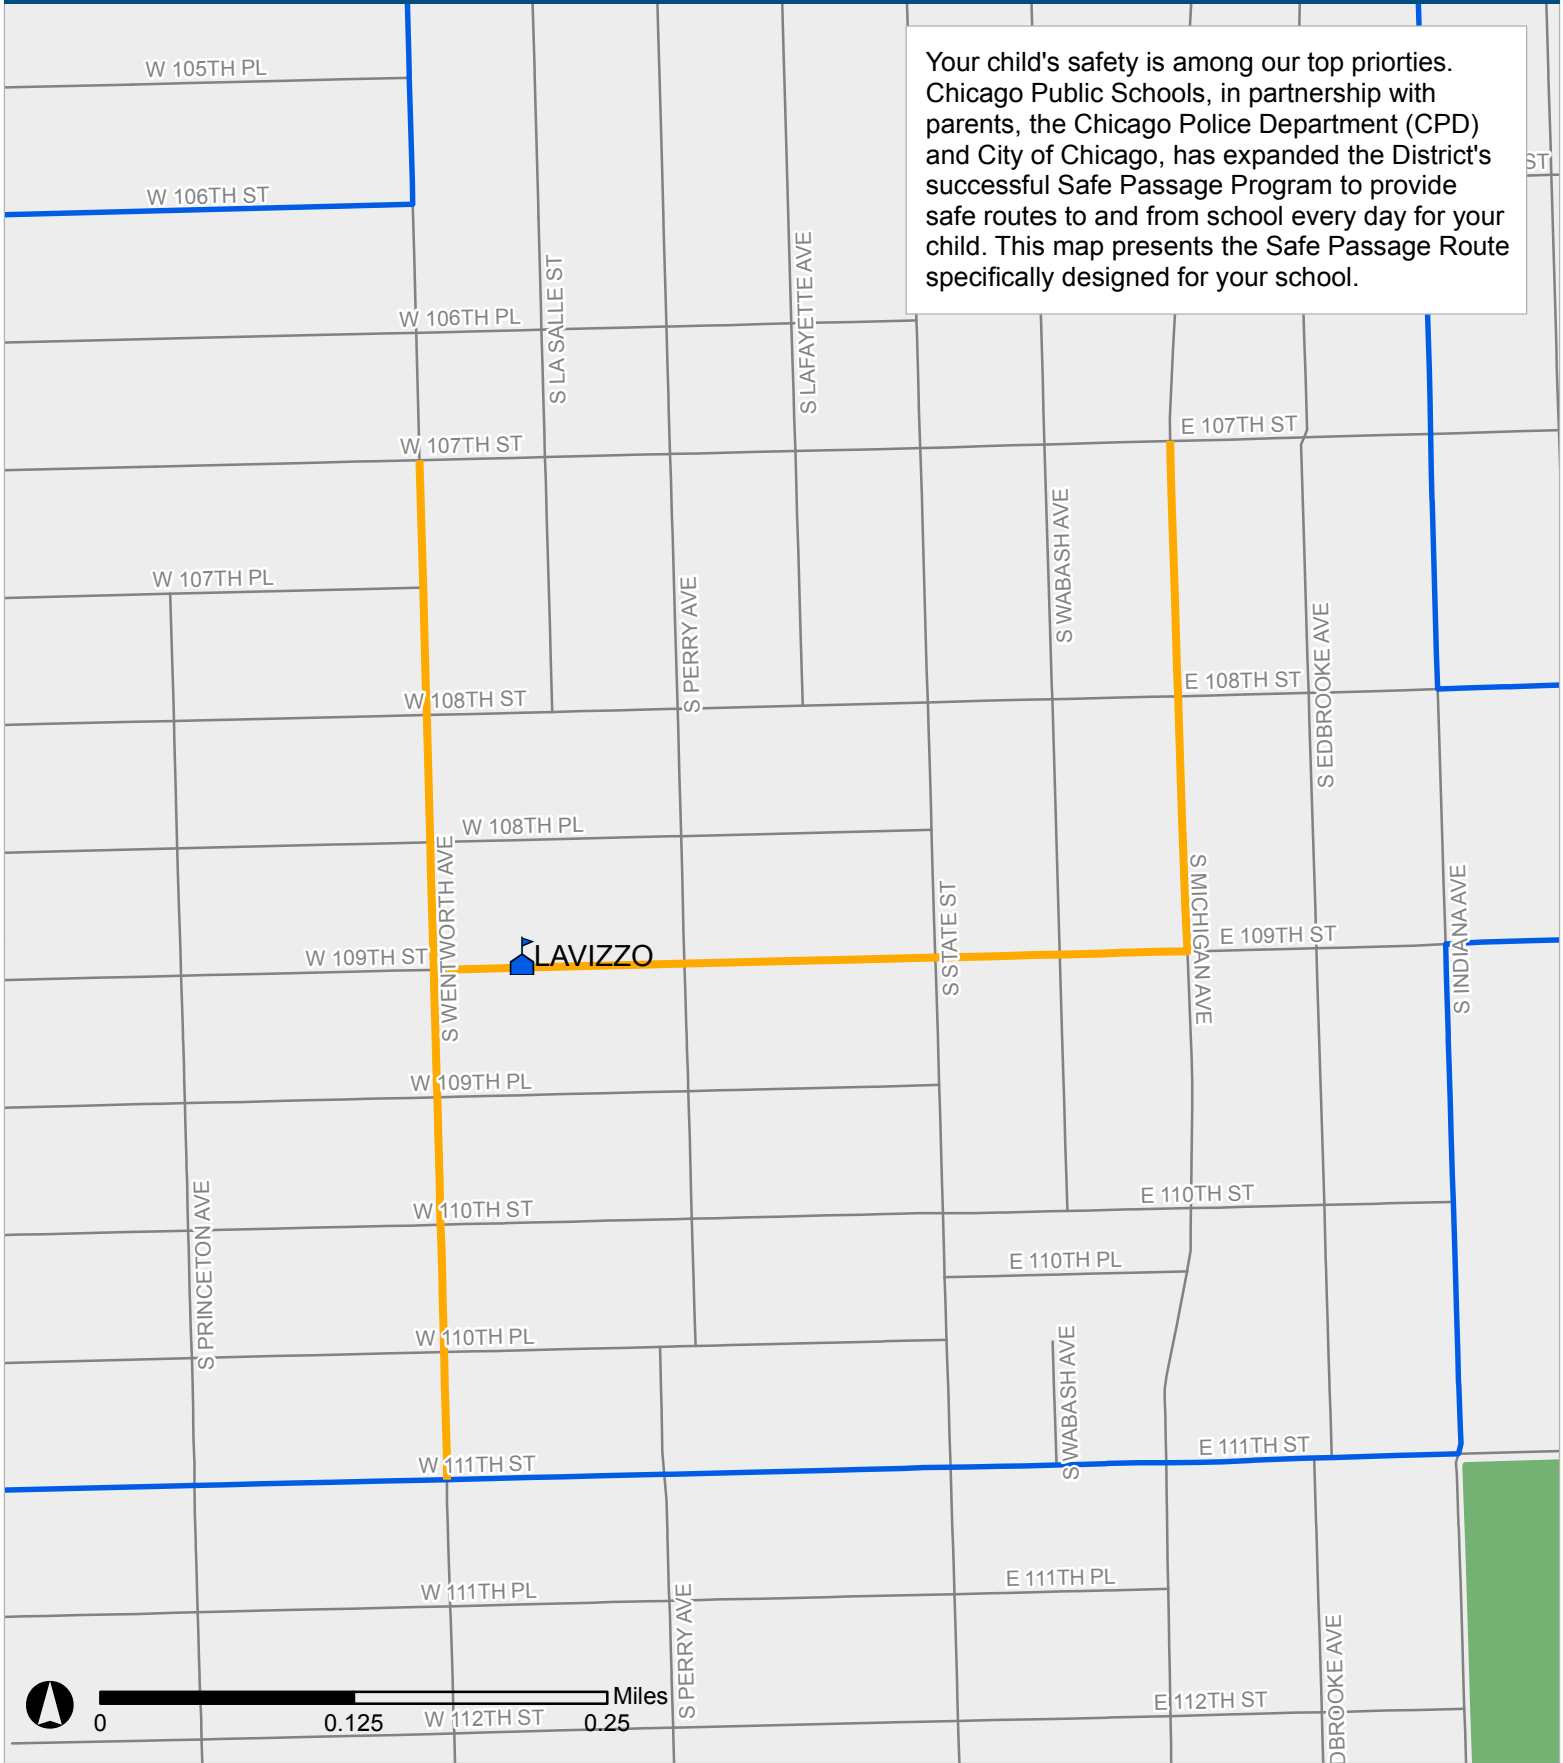 Your child's safety is among our top priorties.
Chicago Public Schools, in partnership with
parents, the Chicago Police Department (CPD)
and City of Chicago, has expanded the District's
successful Safe Passage Program to provide
safe routes to and from school every day for your
child. This map presents the Safe Passage Route
specifically designed for your school.
W 105TH PL
ST
W 106TH ST
S LA SALLE ST
S LAFAYETTE AVE
W 106TH PL
W 107TH ST
E 107TH ST
S WABASH AVE
W 107TH PL
S PERRY AVE
S EDBROOKE AVE
W 108TH ST
E 108TH ST
W 108TH PL
S WENTWORTH AVE
S STATE ST
S MICHIGAN AVE
S INDIANA AVE
W 109TH ST
LAVIZZO
E 109TH ST
W 109TH PL
W 110TH ST
E 110TH ST
S PRINCETON AVE
E 110TH PL
W 110TH PL
S WABASH AVE
W 111TH ST
E 111TH ST
W 111TH PL
E 111TH PL
S PERRY AVE
DBROOKE AVE
Miles
0
0.125
0.25
W 112TH ST
E 112TH ST